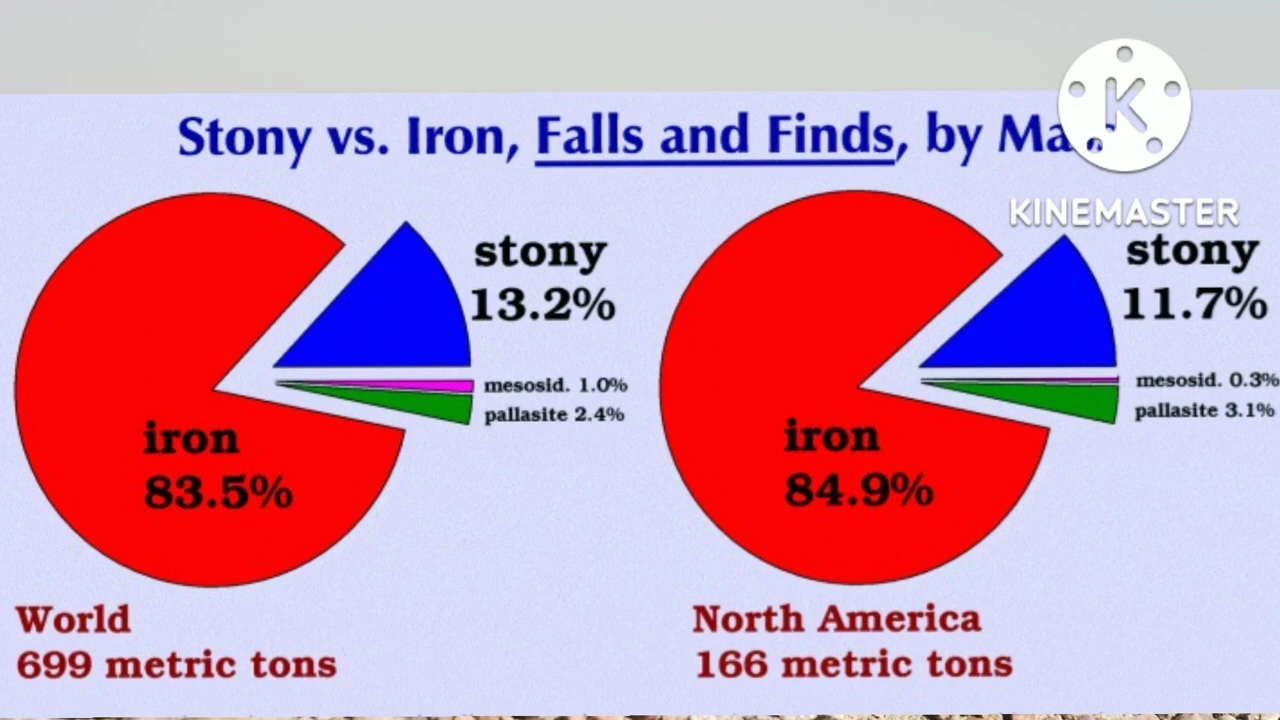 Stony vs. Iron, Falls and Finds, by
KINEMASTER
stony
13.2%
mesosid. 1.0%
pallasite 2.4%
iron
83.5%
World
699 metric tons
stony
11.7%
mesosid. 0.3%
pallasite 3.1%
iron
84.9%
North America
166 metric tons